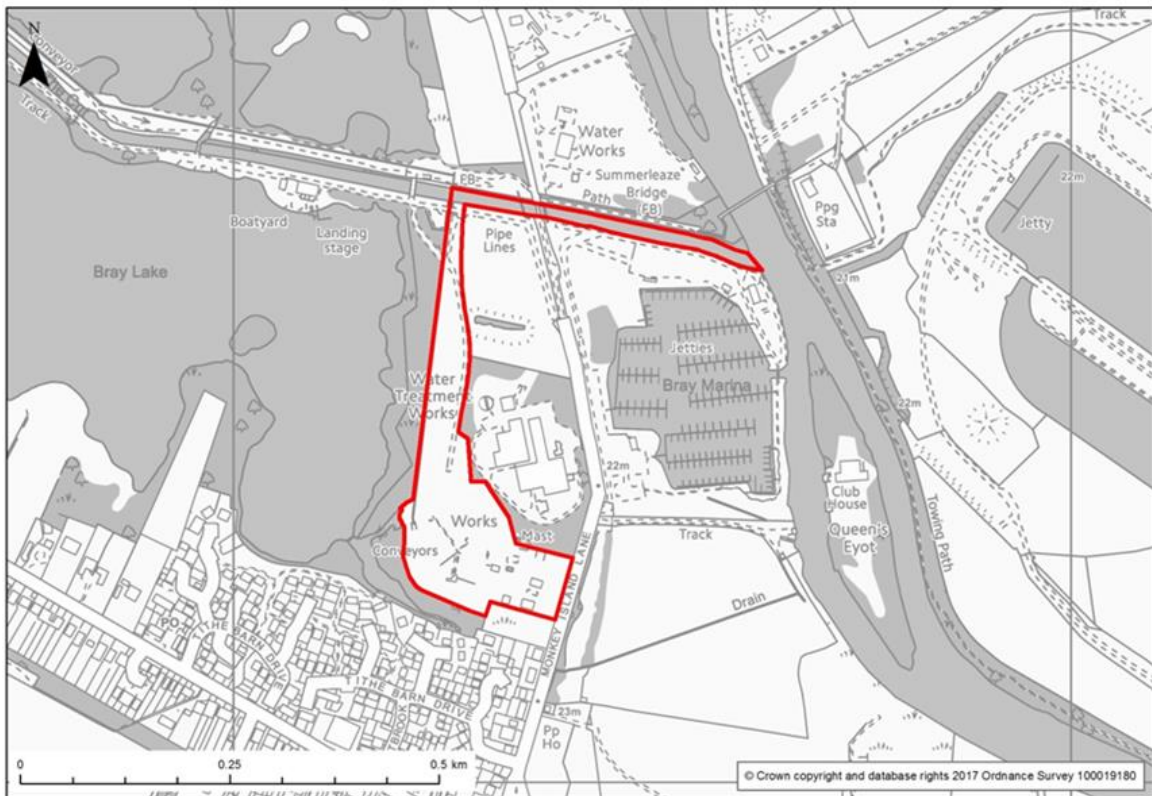 N
Conveyor
Track
Track
Water
Works
Summerleaze
Bridge
(FB)
Path
FB
Boatyard
Landing
stage
Pipe
Lines
Ppg
Sta
22m
Jetty
21m
Bray Lake
Jetties
Bray Marina
Water
Treatment
Works
22m
22m
Club
House
Queen's
Eyot
Towing Path
Works
Mast
Conveyors
Track
MONKEY ISLAND LANE
Drain
PO
TITHE BARN DRIVE
TITHE BARN DRIVE
23m
Pp
Ho
0
0.25
0.5 km
© Crown copyright and database rights 2017 Ordnance Survey 100019180